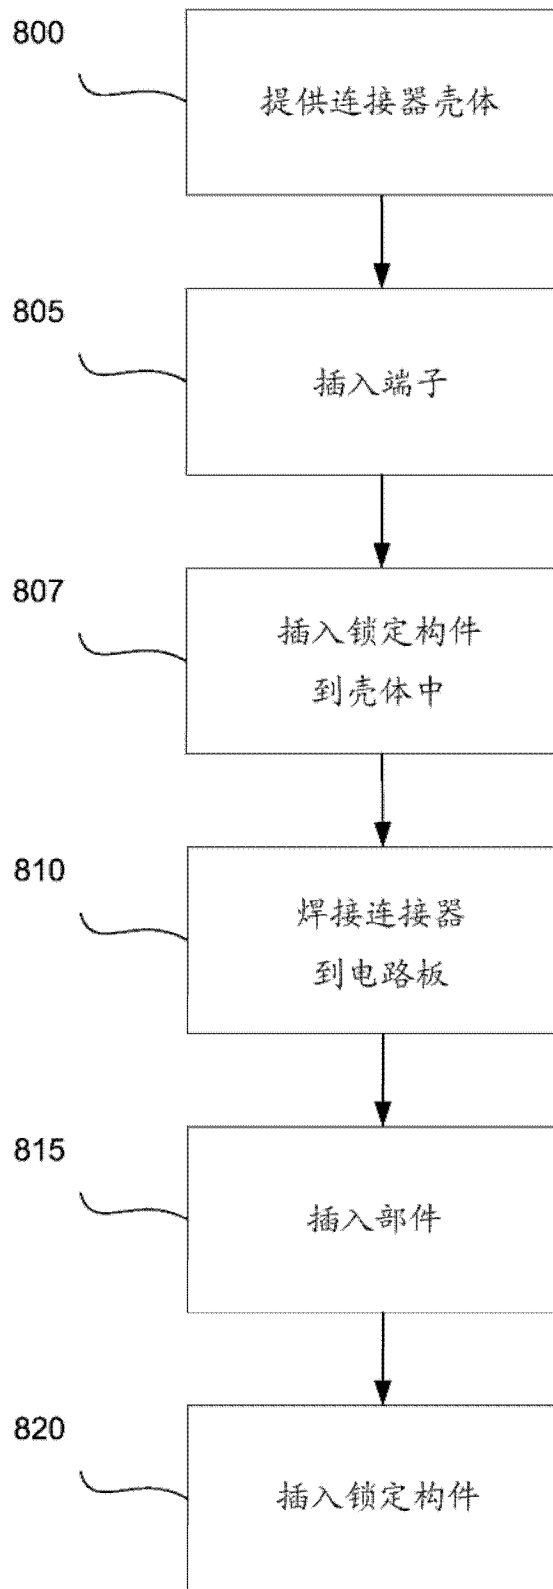 800
提供连接器壳体
805
插入端子
807
插入锁定构件
到壳体中
810
焊接连接器
到电路板
815
插入部件
820
插入锁定构件